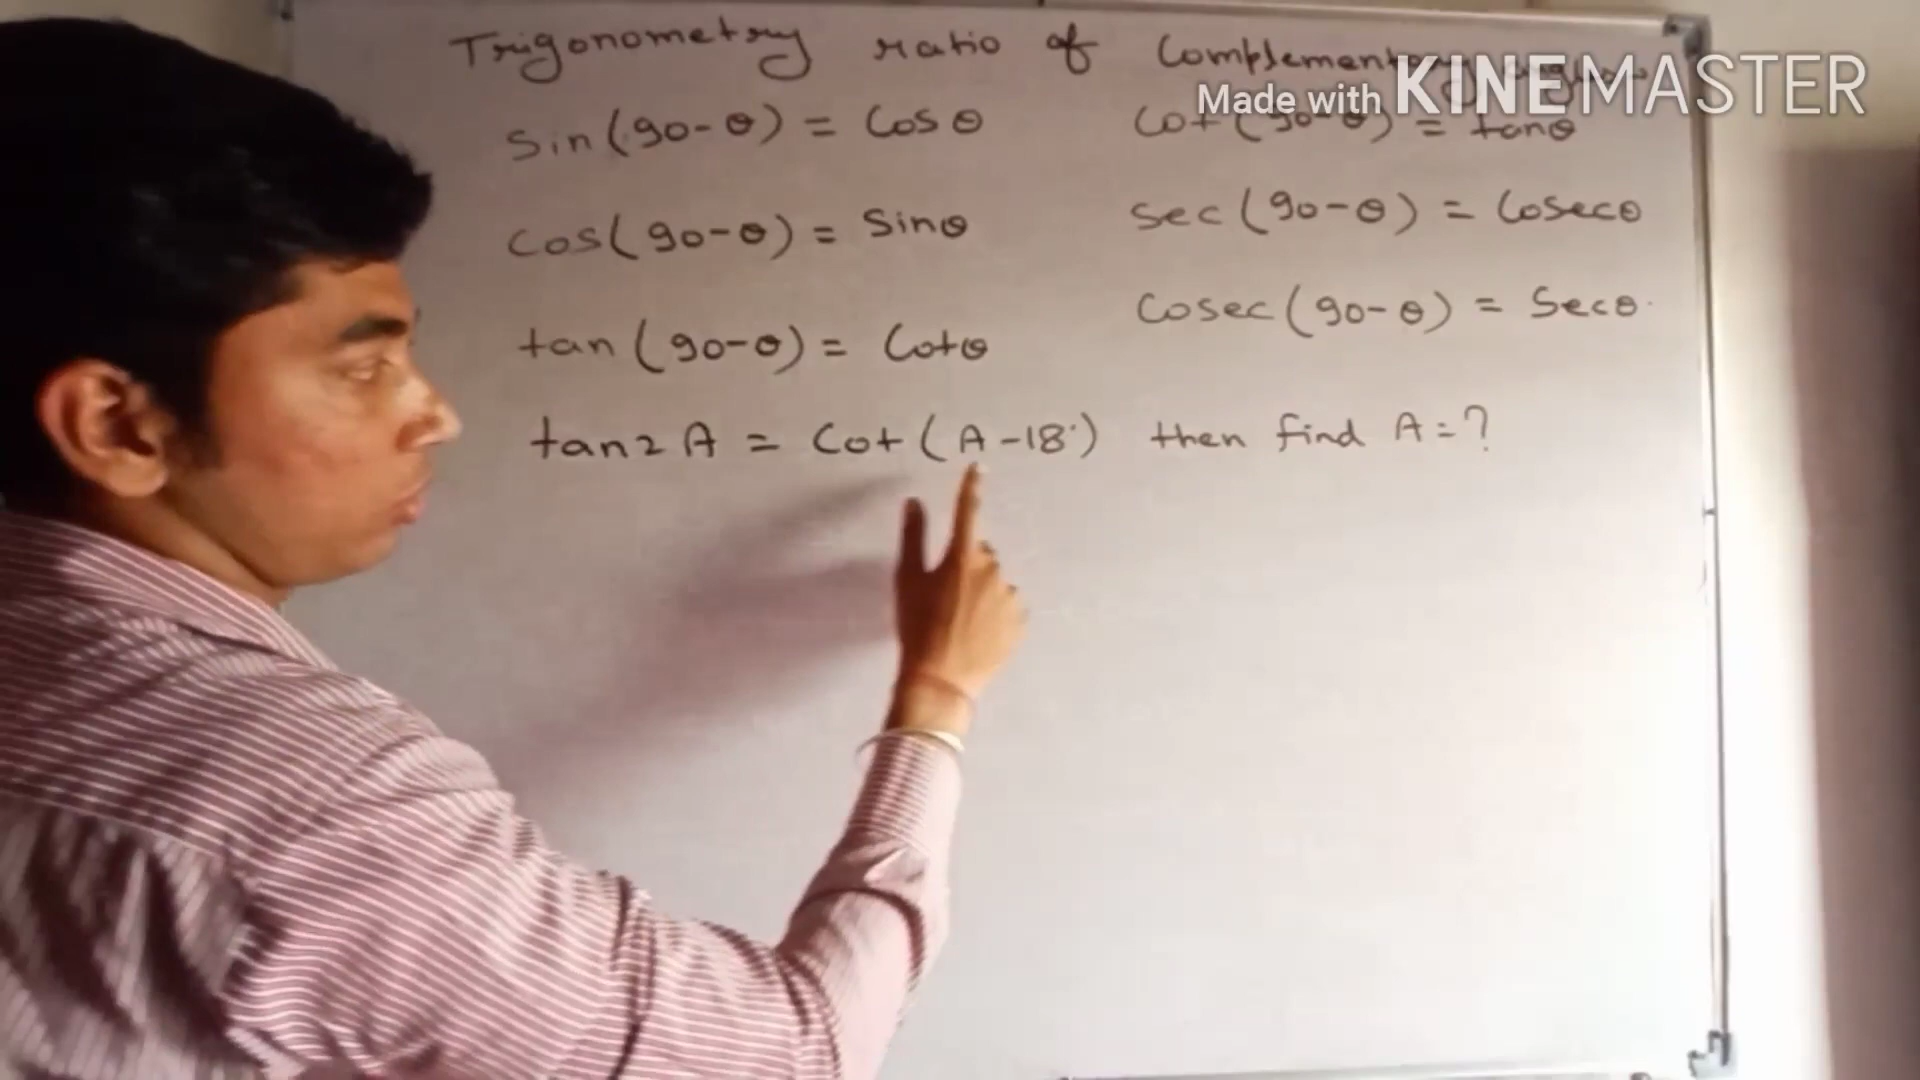 Trigonometry ratio of Complementary
Made with KINEMASTER
sin(90-θ) = Cosθ
Cot(90-θ) = tanθ
cos(90-θ) = Sinθ
sec(90-θ) = Cosecθ
tan(90-θ) = Cotθ
Cosec(90-θ) = Secθ.
tan2A = Cot(A-18°) then find A=?